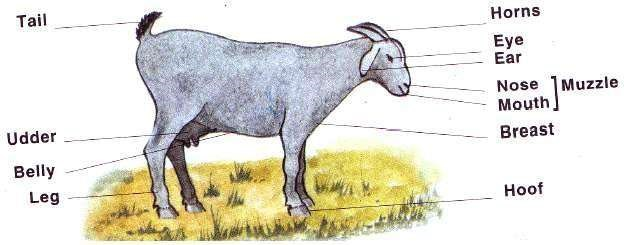 Tail
Horns
Eye
Ear
Nose
Mouth
Muzzle
Breast
Udder
Belly
Leg
Hoof